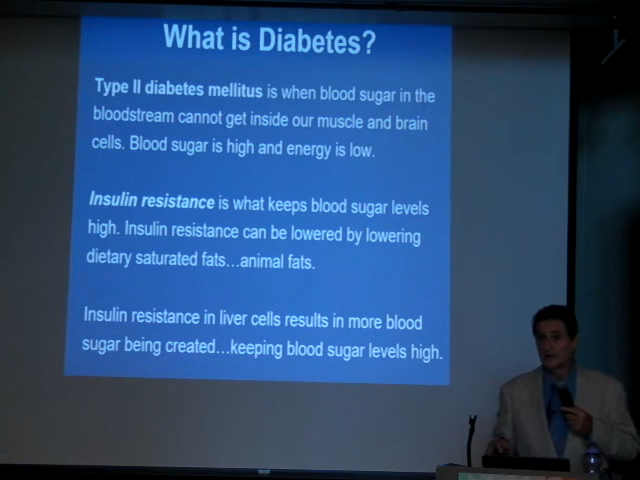 What is Diabetes?
Type II diabetes mellitus is when blood sugar in the
bloodstream cannot get inside our muscle and brain
cells. Blood sugar is high and energy is low.
Insulin resistance is what keeps blood sugar levels
high. Insulin resistance can be lowered by lowering
dietary saturated fats…animal fats.
Insulin resistance in liver cells results in more blood
sugar being created…keeping blood sugar levels high.